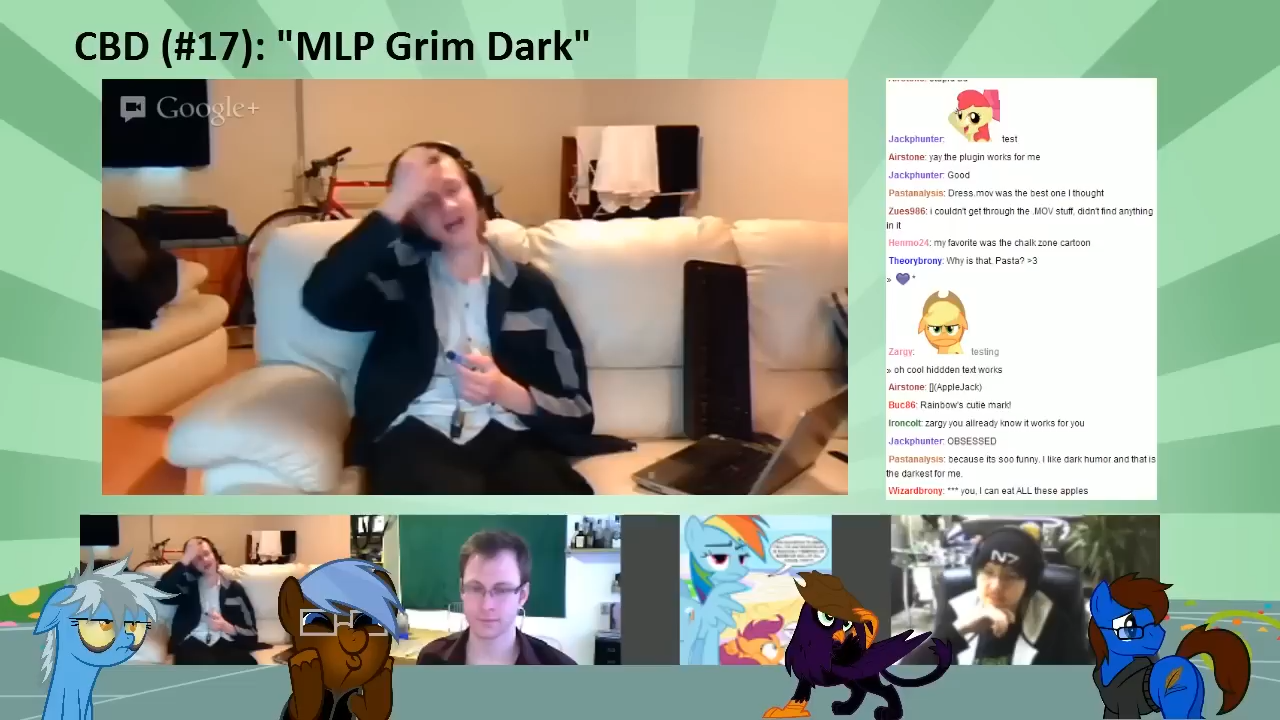 CBD (#17): "MLP Grim Dark"
Google+
Jackphunter: test
Airstone: yay the plugin works for me
Jackphunter: Good
Pastanalysis: Dress.mov was the best one I thought
Zues986: i couldn't get through the .MOV stuff, didn't find anything
in it
Henmo24: my favorite was the chalk zone cartoon
Theorybrony: Why is that, Pasta? >3
» *
Zargy: testing
» oh cool hidddden text works
Airstone: [](AppleJack)
Buc86: Rainbow's cutie mark!
Ironcolt: zargy you allready know it works for you
Jackphunter: OBSESSED
Pastanalysis: because its soo funny. I like dark humor and that is
the darkest for me.
Wizardbrony: *** you, I can eat ALL these apples
N7